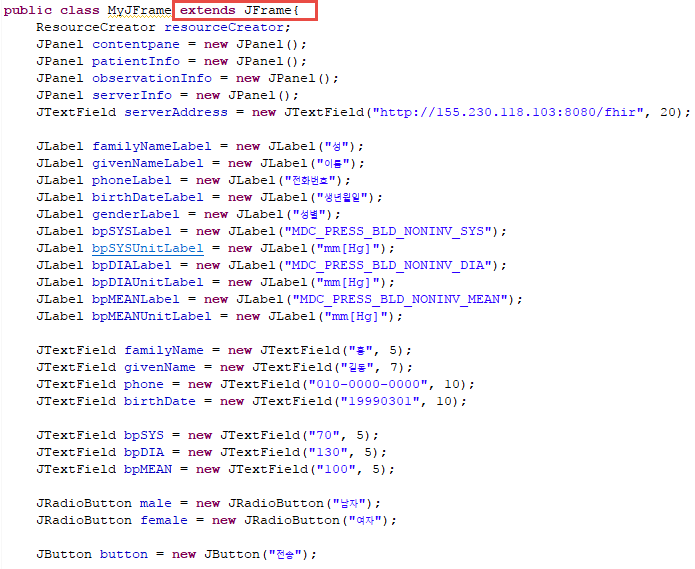 public class MyJFrame extends JFrame{
ResourceCreator resourceCreator;
JPanel contentpane = new JPanel();
JPanel patientInfo = new JPanel();
JPanel observationInfo = new JPanel();
JPanel serverInfo = new JPanel();
JTextField serverAddress = new JTextField("http://155.230.118.103:8080/fhir", 20);
JLabel familyNameLabel = new JLabel("성");
JLabel givenNameLabel = new JLabel("이름");
JLabel phoneLabel = new JLabel("전화번호");
JLabel birthDateLabel = new JLabel("생년월일");
JLabel genderLabel = new JLabel("성별");
JLabel bpSYSLabel = new JLabel("MDC_PRESS_BLD_NONINV_SYS");
JLabel bpSYSUnitLabel = new JLabel("mm[Hg]");
JLabel bpDIALabel = new JLabel("MDC_PRESS_BLD_NONINV_DIA");
JLabel bpDIAUnitLabel = new JLabel("mm[Hg]");
JLabel bpMEANLabel = new JLabel("MDC_PRESS_BLD_NONINV_MEAN");
JLabel bpMEANUnitLabel = new JLabel("mm[Hg]");
JTextField familyName = new JTextField("홍", 5);
JTextField givenName = new JTextField("길동", 7);
JTextField phone = new JTextField("010-0000-0000", 10);
JTextField birthDate = new JTextField("19990301", 10);
JTextField bpSYS = new JTextField("70", 5);
JTextField bpDIA = new JTextField("130", 5);
JTextField bpMEAN = new JTextField("100", 5);
JRadioButton male = new JRadioButton("남자");
JRadioButton female = new JRadioButton("여자");
JButton button = new JButton("전송");